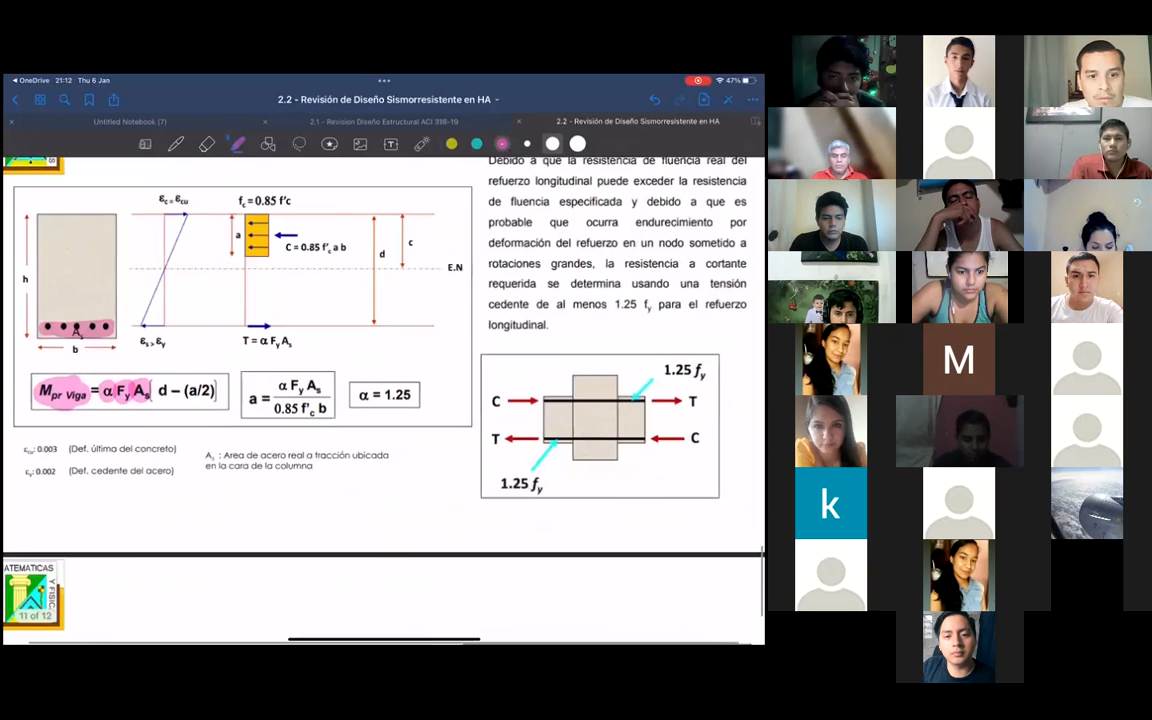 OneDrive 21:12 Thu 6 Jan
47%
2.2 - Revisión de Diseño Sismorresistente en HA
Untitled Notebook (7)
2.1 - Revision Diseño Estructural ACI 318-19
2.2 - Revisión de Diseño Sismorresistente en HA
εc = εcu
fc = 0.85 f'c
a
C = 0.85 f'c a b
c
d
h
E.N
As
b
εs > εy
T = α Fy As
Mpr Viga = α Fy As( d – (a/2)
a = α Fy As
0.85 f'c b
α = 1.25
εcu: 0.003 (Def. última del concreto)
εy: 0.002 (Def. cedente del acero)
As : Area de acero real a tracción ubicada
en la cara de la columna
Debido a que la resistencia de fluencia real del
refuerzo longitudinal puede exceder la resistencia
de fluencia especificada y debido a que es
probable que ocurra endurecimiento por
deformación del refuerzo en un nodo sometido a
rotaciones grandes, la resistencia a cortante
requerida se determina usando una tensión
cedente de al menos 1.25 fy para el refuerzo
longitudinal.
1.25 fy
C
T
T
C
1.25 fy
ATEMATICAS
Y FISIC
11 of 12
M
k